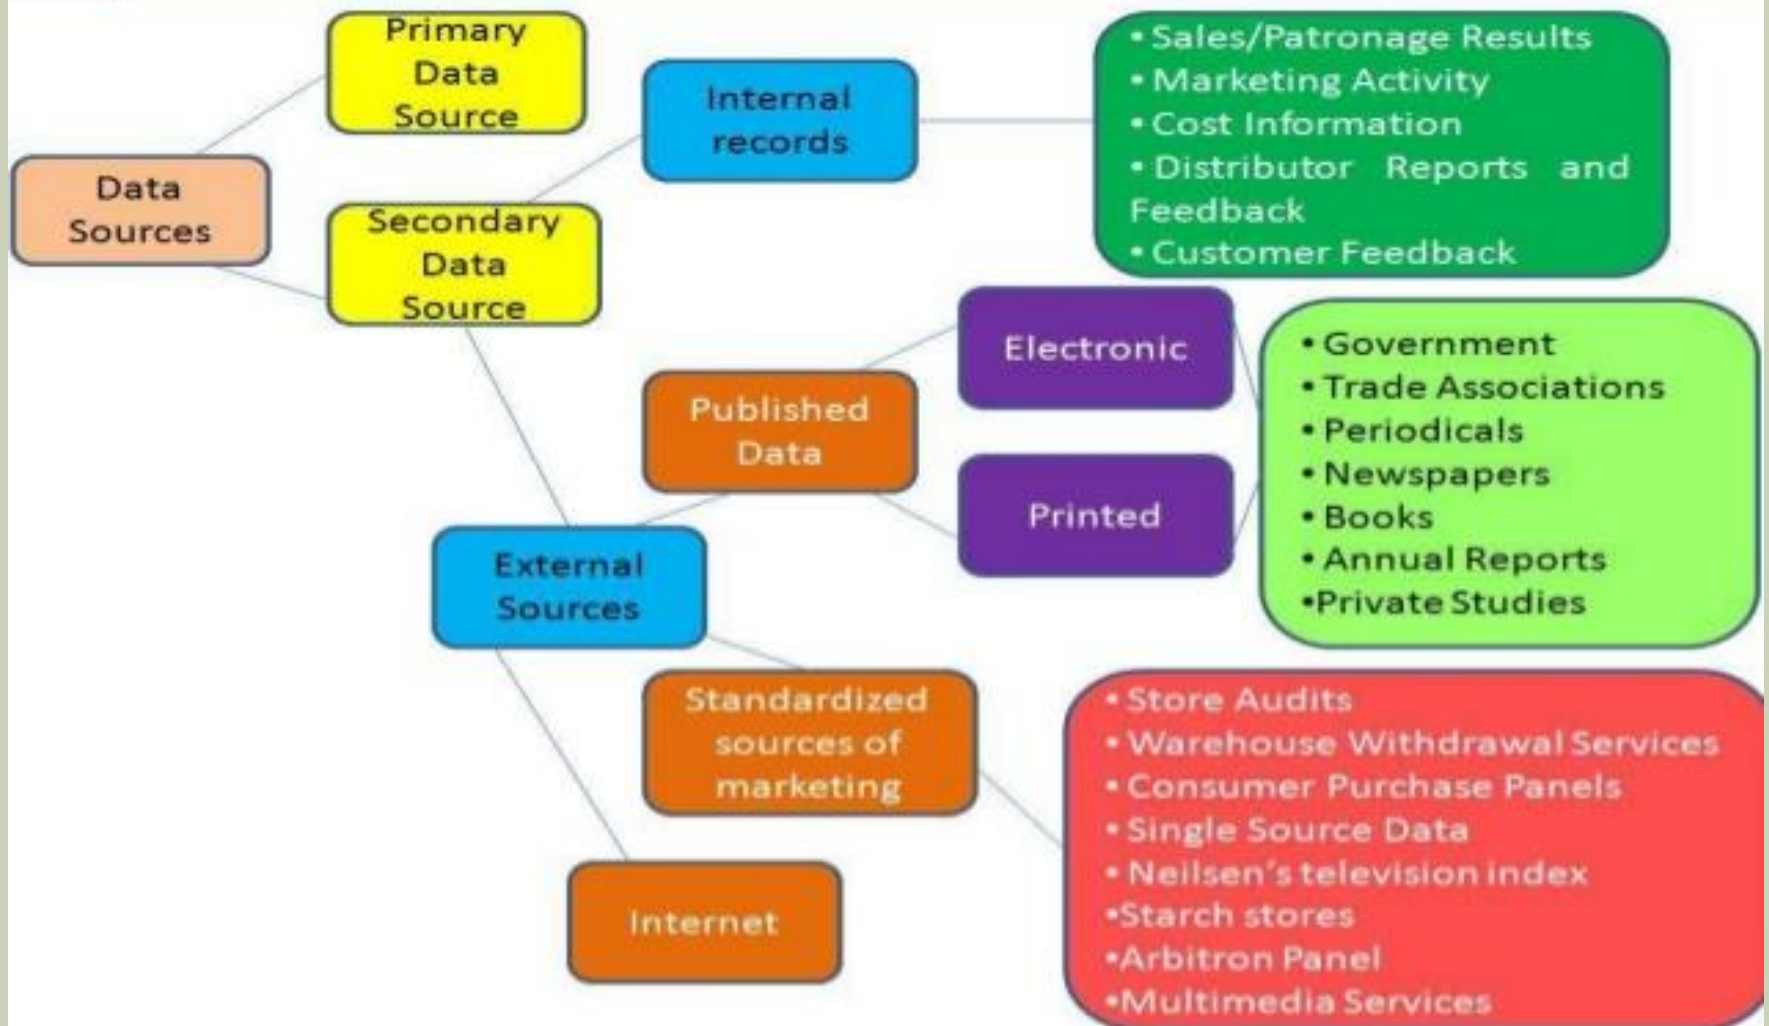 Primary
Data
Source
Data
Sources
Secondary
Data
Source
Internal
records
• Sales/Patronage Results
• Marketing Activity
• Cost Information
• Distributor Reports and
Feedback
• Customer Feedback
Published
Data
Electronic
Printed
• Government
• Trade Associations
• Periodicals
• Newspapers
• Books
• Annual Reports
•Private Studies
External
Sources
Standardized
sources of
marketing
• Store Audits
• Warehouse Withdrawal Services
• Consumer Purchase Panels
• Single Source Data
• Neilsen's television index
•Starch stores
•Arbitron Panel
•Multimedia Services
Internet